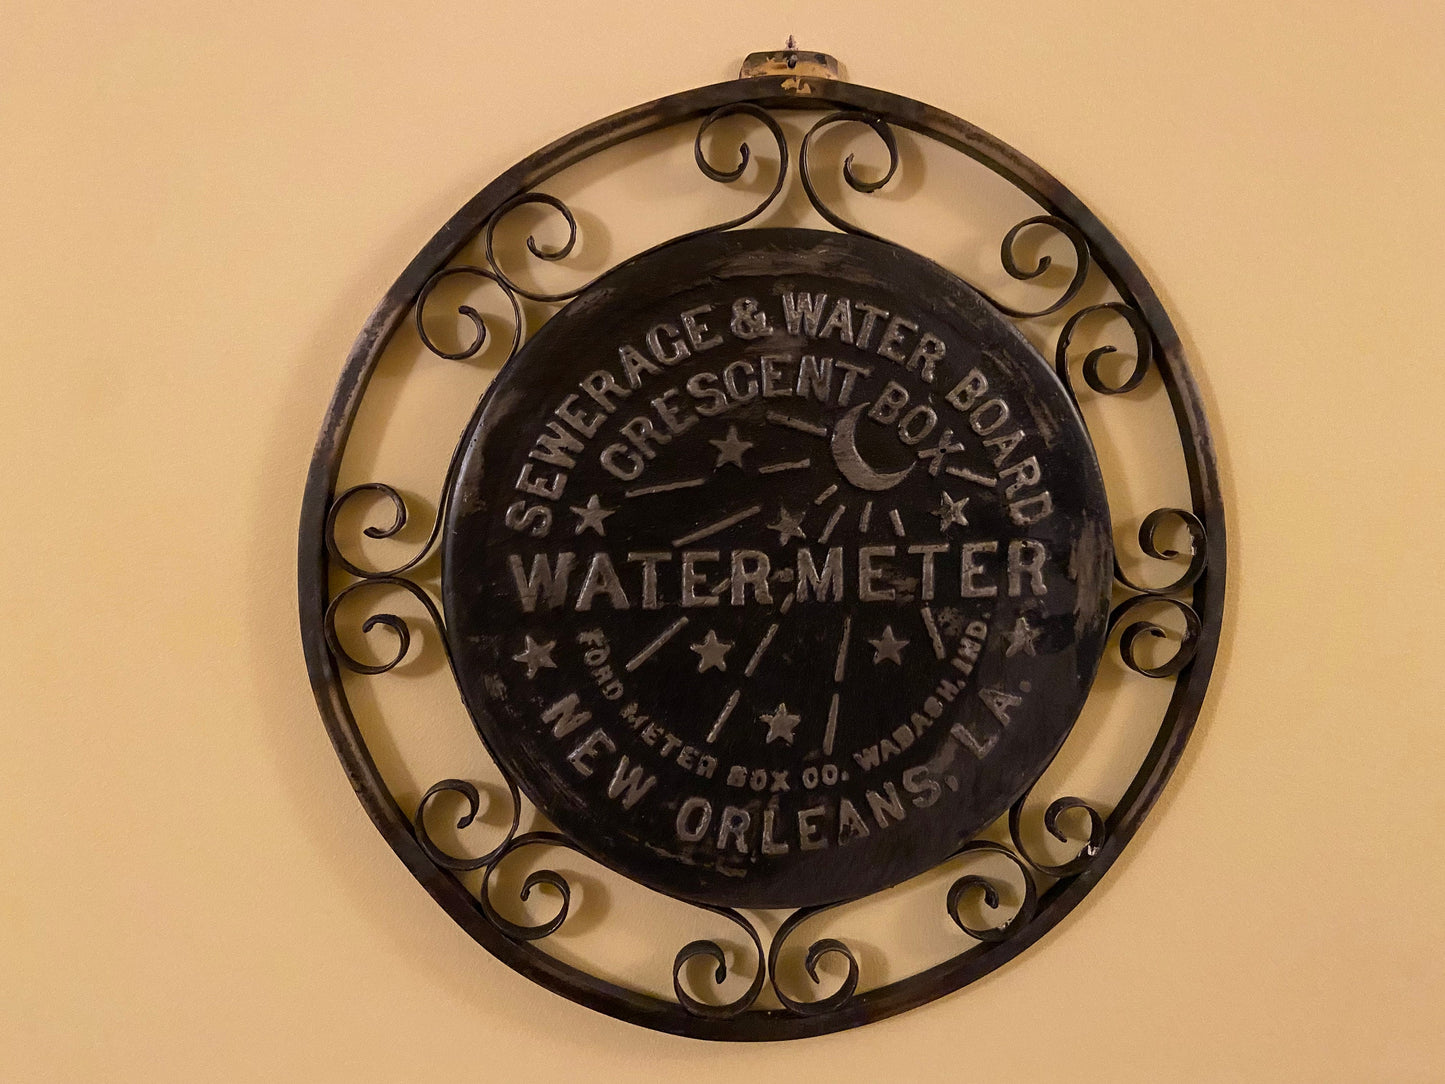 SEWERAGE & WATER BOARD
CRESCENT BOX
WATER·METER
FORD METER BOX CO. WABASH, IND.
NEW ORLEANS, LA.